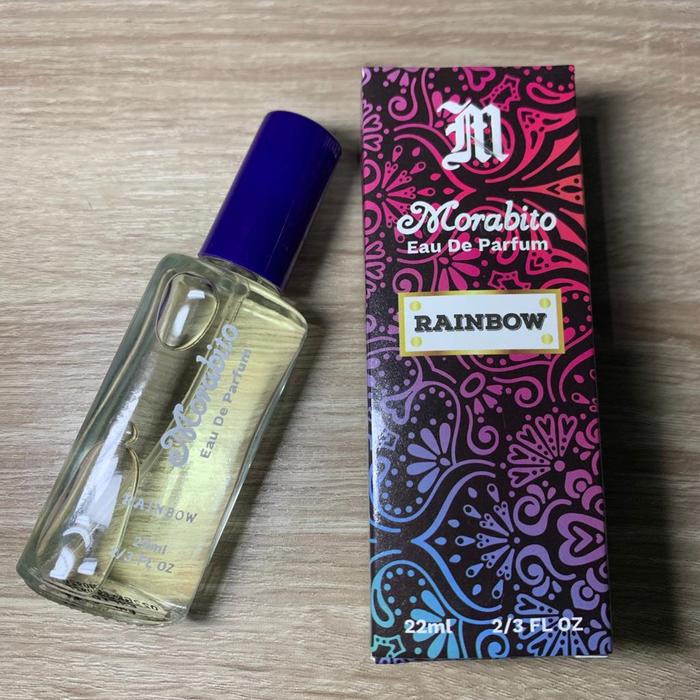 Morabito
Eau De Parfum
RAINBOW
22ml
2/3 FL OZ
M
Morabito
Eau De Parfum
RAINBOW
22ml 2/3 FL OZ